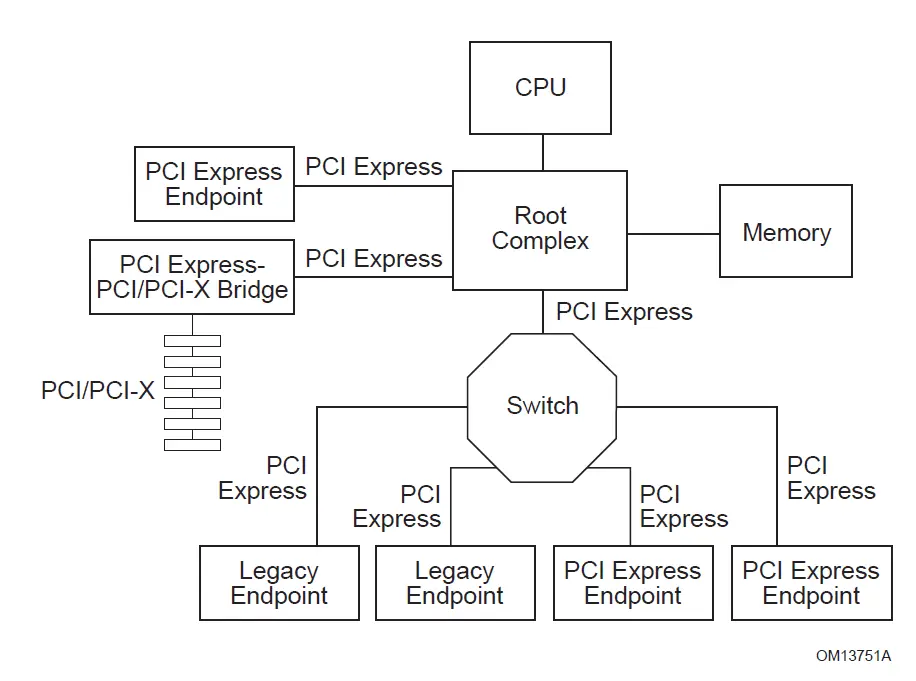 CPU
PCI Express
Endpoint
PCI Express
Root
Complex
Memory
PCI Express-
PCI/PCI-X Bridge
PCI Express
PCI Express
PCI/PCI-X
Switch
PCI
Express
PCI
Express
PCI
Express
PCI
Express
Legacy
Endpoint
Legacy
Endpoint
PCI Express
Endpoint
PCI Express
Endpoint
OM13751A